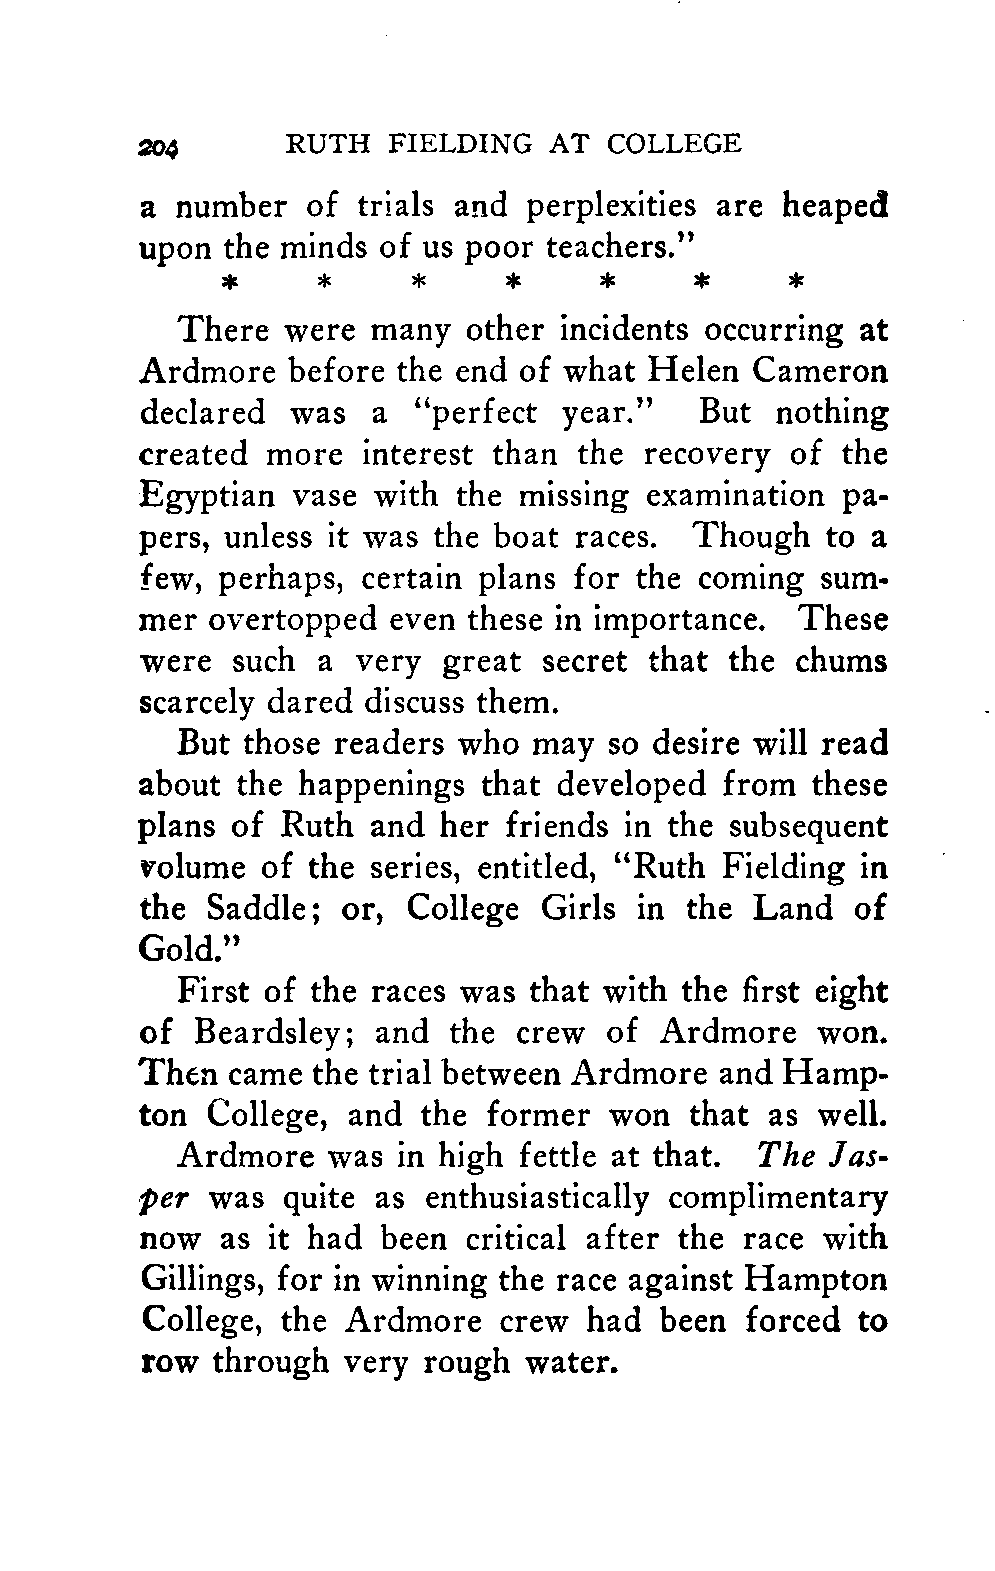 204 RUTH FIELDING AT COLLEGE
a number of trials and perplexities are heaped
upon the minds of us poor teachers."
* * * * * * *
There were many other incidents occurring at
Ardmore before the end of what Helen Cameron
declared was a "perfect year." But nothing
created more interest than the recovery of the
Egyptian vase with the missing examination pa-
pers, unless it was the boat races. Though to a
few, perhaps, certain plans for the coming sum-
mer overtopped even these in importance. These
were such a very great secret that the chums
scarcely dared discuss them.
But those readers who may so desire will read
about the happenings that developed from these
plans of Ruth and her friends in the subsequent
volume of the series, entitled, "Ruth Fielding in
the Saddle; or, College Girls in the Land of
Gold."
First of the races was that with the first eight
of Beardsley; and the crew of Ardmore won.
Then came the trial between Ardmore and Hamp-
ton College, and the former won that as well.
Ardmore was in high fettle at that. The Jas-
per was quite as enthusiastically complimentary
now as it had been critical after the race with
Gillings, for in winning the race against Hampton
College, the Ardmore crew had been forced to
row through very rough water.